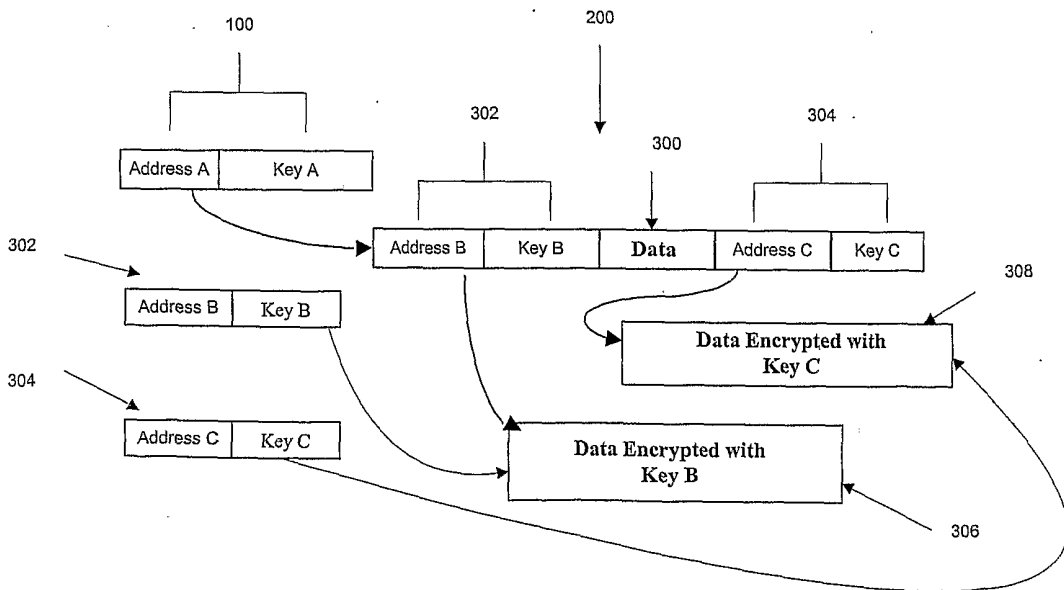 100
200
302
304
300
Address A Key A
Address B Key B Data Address C Key C
302
308
Address B Key B
Data Encrypted with
Key C
304
Address C Key C
Data Encrypted with
Key B
306